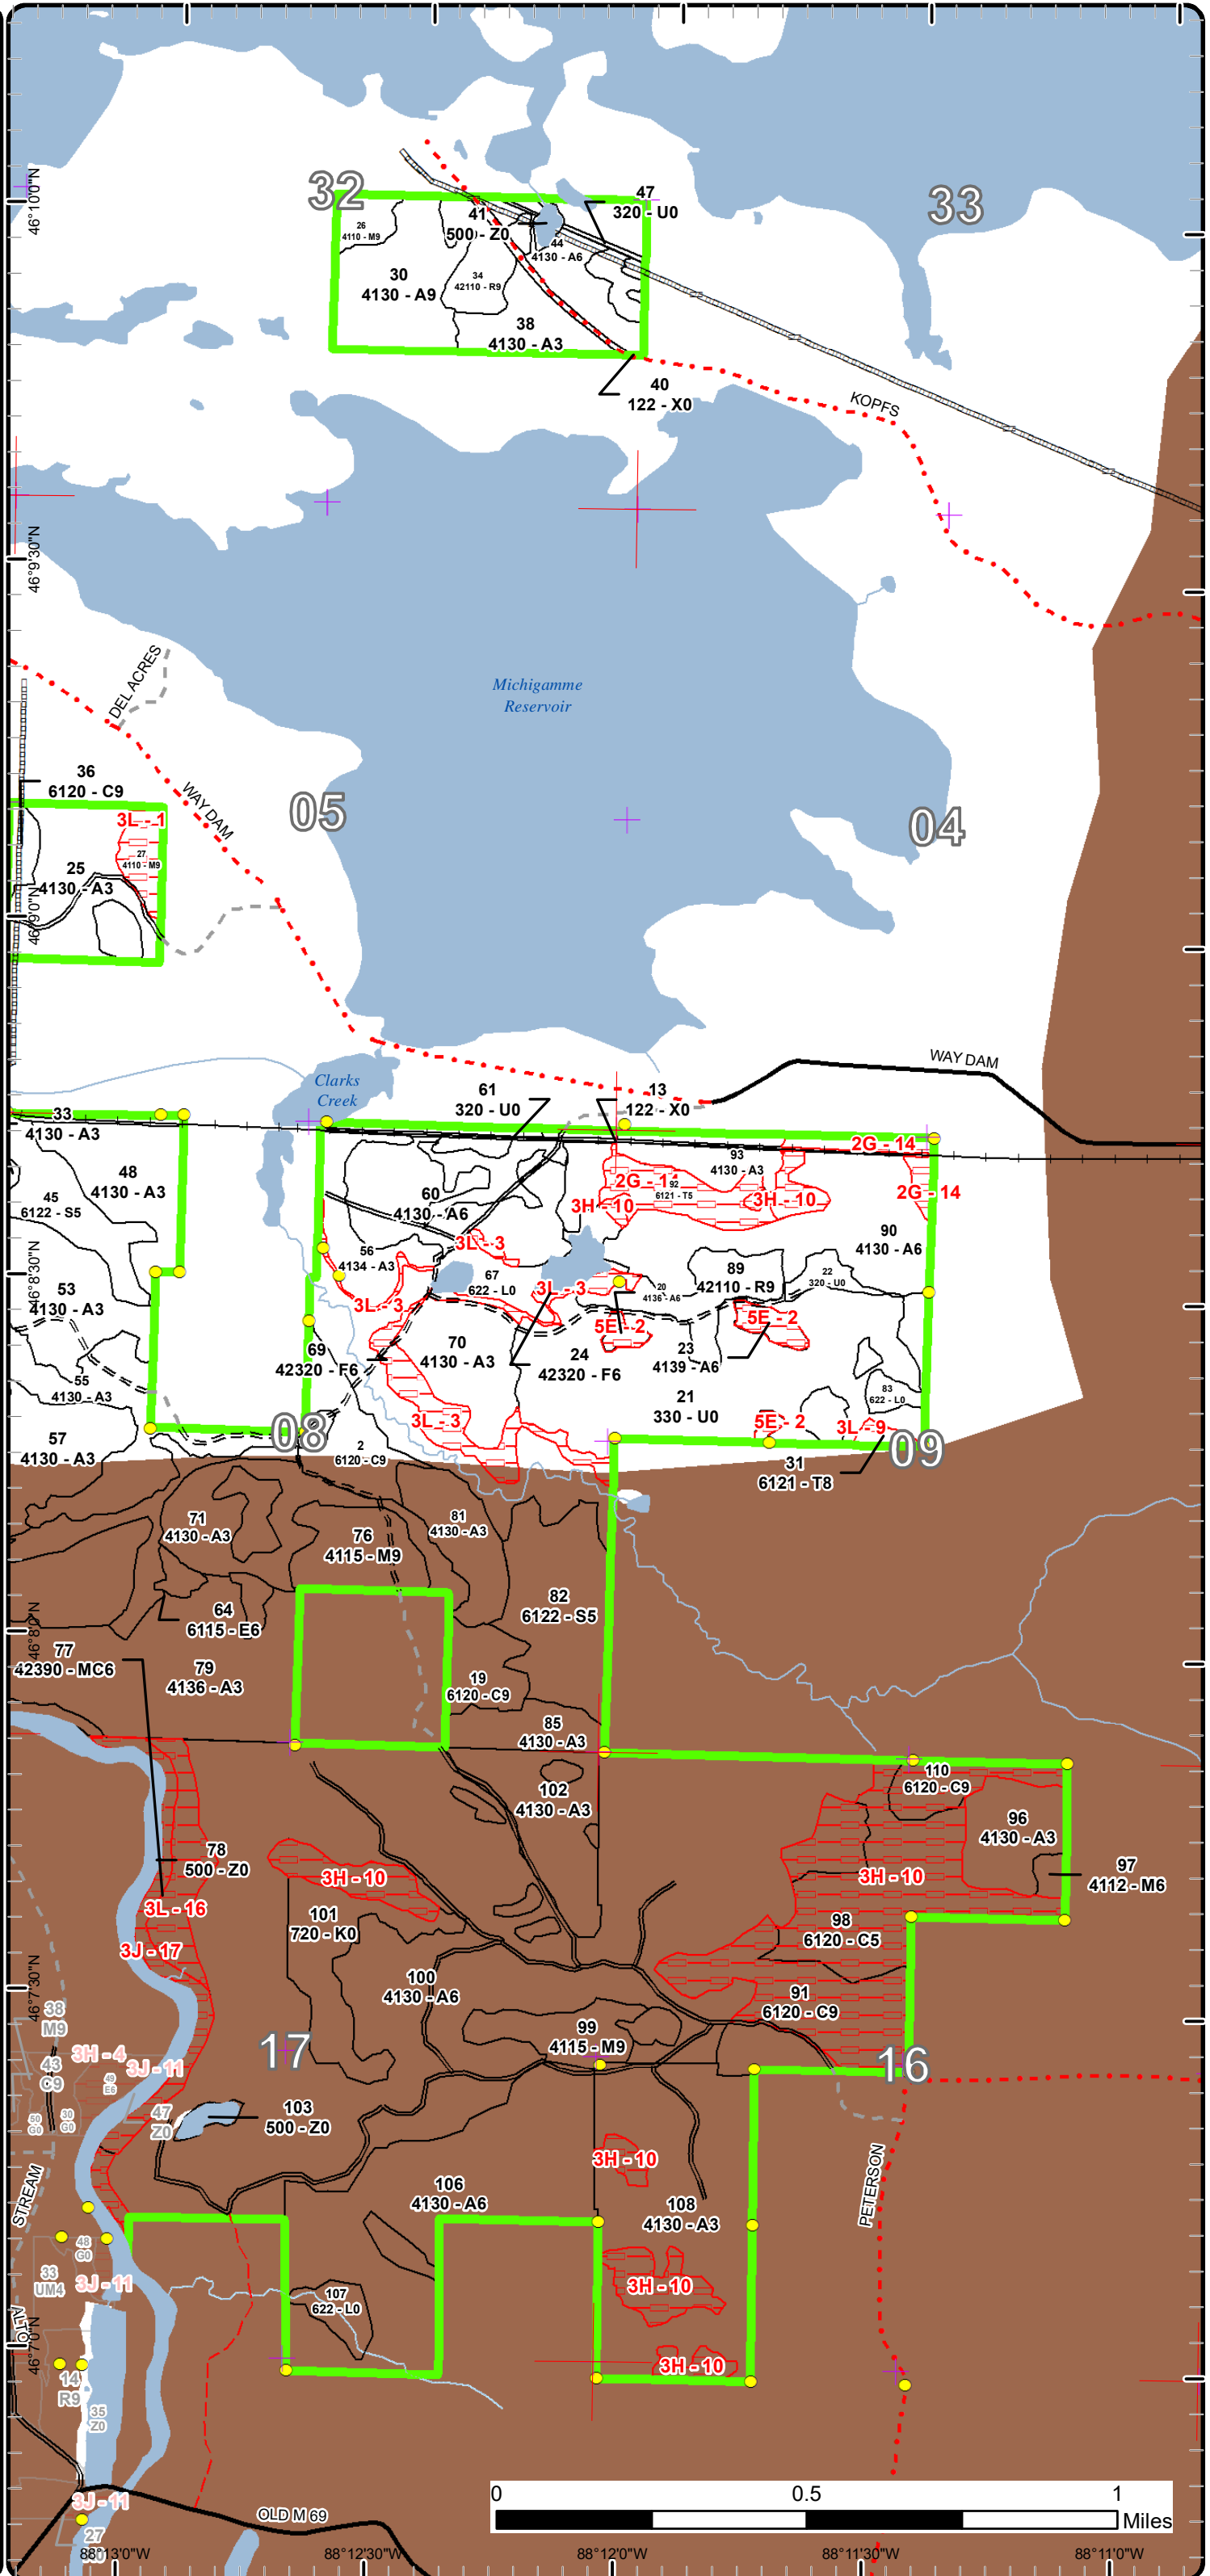 32
33
46°10'0"N
26
4110 - M9
41
500 - Z0
47
320 - U0
44
4130 - A6
30
4130 - A9
34
42110 - R9
38
4130 - A3
40
122 - X0
KOPFS
46°9'30"N
DEL ACRES
Michigamme
Reservoir
36
6120 - C9
WAY DAM
05
04
3L - 1
27
4110 - M9
25
4130 - A3
46°9'0"N
WAY DAM
Clarks
Creek
61
320 - U0
13
122 - X0
33
4130 - A3
2G - 14
93
4130 - A3
48
4130 - A3
2G - 11
92
6121 - T5
3H - 10
3H - 10
2G - 14
45
6122 - S5
60
4130 - A6
90
4130 - A6
3L - 3
56
4134 - A3
46°8'30"N
53
4130 - A3
67
622 - L0
3L - 3
20
4136 - A6
89
42110 - R9
22
320 - U0
3L - 3
5E - 2
5E - 2
69
42320 - F6
70
4130 - A3
24
42320 - F6
23
4139 - A6
55
4130 - A3
83
622 - L0
21
330 - U0
3L - 3
5E - 2
3L - 9
08
09
57
4130 - A3
2
6120 - C9
31
6121 - T8
71
4130 - A3
76
4115 - M9
81
4130 - A3
64
6115 - E6
82
6122 - S5
46°8'0"N
77
42390 - MC6
79
4136 - A3
19
6120 - C9
85
4130 - A3
102
4130 - A3
110
6120 - C9
96
4130 - A3
78
500 - Z0
3H - 10
3H - 10
97
4112 - M6
3L - 16
101
720 - K0
98
6120 - C5
3J - 17
46°7'30"N
100
4130 - A6
91
6120 - C9
38
M9
99
4115 - M9
17
16
3H - 4
3J - 11
43
C9
49
E6
50
G0
30
G0
47
Z0
103
500 - Z0
3H - 10
PETERSON
STREAM
106
4130 - A6
108
4130 - A3
48
G0
33
UM4
3J - 11
3H - 10
107
622 - L0
ALTO
46°7'0"N
3H - 10
14
R9
35
Z0
3J - 11
OLD M 69
27
0
0.5
1
Miles
88°13'0"W
88°12'30"W
88°12'0"W
88°11'30"W
88°11'0"W